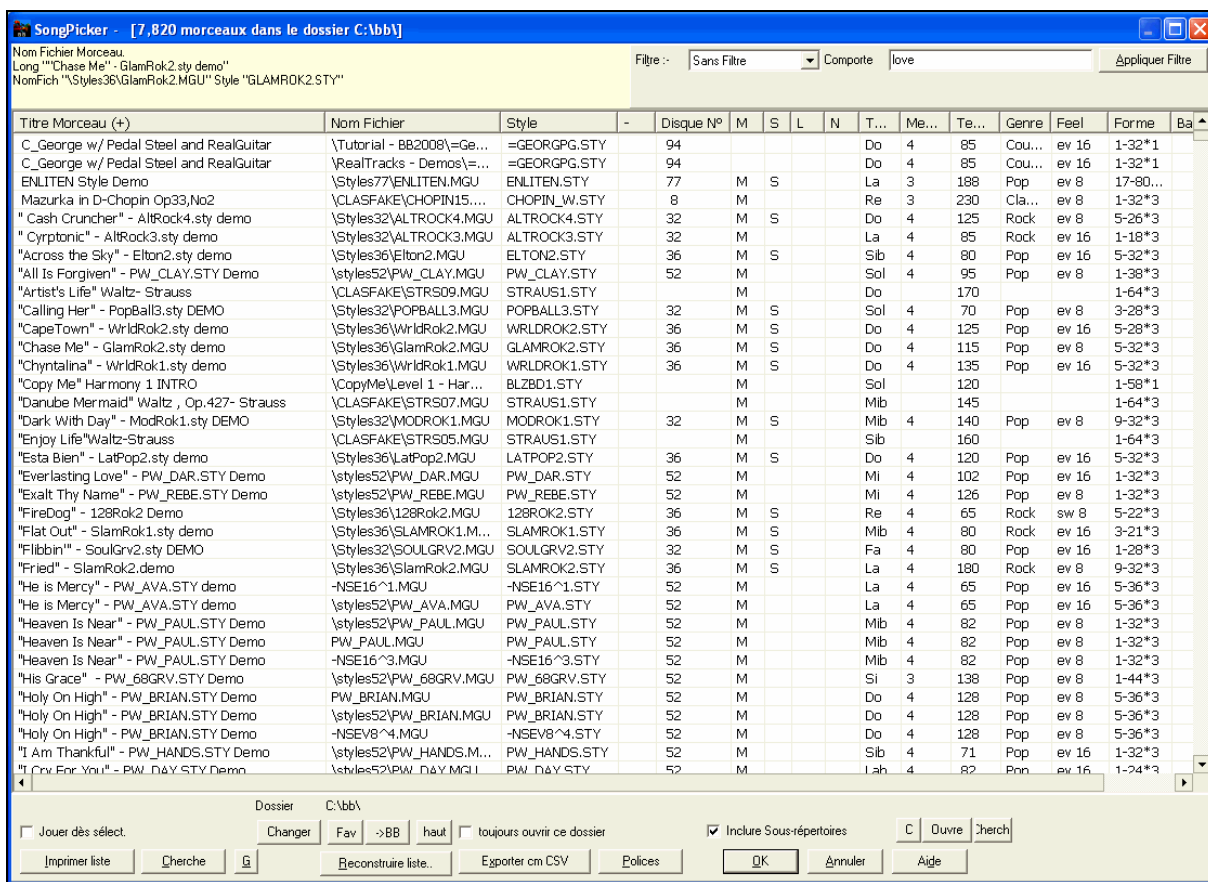 SongPicker - [7,820 morceaux dans le dossier C:\bb\]
Nom Fichier Morceau.
Long ""Chase Me" - GlamRok2.sty demo"
NomFich "\Styles36\GlamRok2.MGU" Style "GLAMROK2.STY"
Filtre :- Sans Filtre Comporte love Appliquer Filtre
Titre Morceau (+) Nom Fichier Style - Disque Nº M S L N T... Me... Te... Genre Feel Forme Ba
C_George w/ Pedal Steel and RealGuitar \Tutorial - BB2008\=Ge... =GEORGPG.STY 94 Do 4 85 Cou... ev 16 1-32*1
C_George w/ Pedal Steel and RealGuitar \RealTracks - Demos\=... =GEORGPG.STY 94 Do 4 85 Cou... ev 16 1-32*1
ENLITEN Style Demo \Styles77\ENLITEN.MGU ENLITEN.STY 77 M S La 3 188 Pop ev 8 17-80...
Mazurka in D-Chopin Op33,No2 \CLASFAKE\CHOPIN15.... CHOPIN_W.STY 8 M Re 3 230 Cla... ev 8 1-32*3
" Cash Cruncher" - AltRock4.sty demo \Styles32\ALTROCK4.MGU ALTROCK4.STY 32 M S Do 4 125 Rock ev 8 5-26*3
" Cyrptonic" - AltRock3.sty demo \Styles32\ALTROCK3.MGU ALTROCK3.STY 32 M La 4 85 Rock ev 16 1-18*3
"Across the Sky" - Elton2.sty demo \Styles36\Elton2.MGU ELTON2.STY 36 M S Sib 4 80 Pop ev 16 5-32*3
"All Is Forgiven" - PW_CLAY.STY Demo \styles52\PW_CLAY.MGU PW_CLAY.STY 52 M Sol 4 95 Pop ev 8 1-38*3
"Artist's Life" Waltz- Strauss \CLASFAKE\STRS09.MGU STRAUS1.STY M Do 170 1-64*3
"Calling Her" - PopBall3.sty DEMO \Styles32\POPBALL3.MGU POPBALL3.STY 32 M S Sol 4 70 Pop ev 8 3-28*3
"CapeTown" - WrldRok2.sty demo \Styles36\WrldRok2.MGU WRLDROK2.STY 36 M S Do 4 125 Pop ev 16 5-28*3
"Chase Me" - GlamRok2.sty demo \Styles36\GlamRok2.MGU GLAMROK2.STY 36 M S Do 4 115 Pop ev 8 5-32*3
"Chyntalina" - WrldRok1.sty demo \Styles36\WrldRok1.MGU WRLDROK1.STY 36 M S Do 4 135 Pop ev 16 5-32*3
"Copy Me" Harmony 1 INTRO \CopyMe\Level 1 - Har... BLZBD1.STY M Sol 120 1-58*1
"Danube Mermaid" Waltz , Op.427- Strauss \CLASFAKE\STRS07.MGU STRAUS1.STY M Mib 145 1-64*3
"Dark With Day" - ModRok1.sty DEMO \Styles32\MODROK1.MGU MODROK1.STY 32 M S Mib 4 140 Pop ev 8 9-32*3
"Enjoy Life"Waltz-Strauss \CLASFAKE\STRS05.MGU STRAUS1.STY M Sib 160 1-64*3
"Esta Bien" - LatPop2.sty demo \Styles36\LatPop2.MGU LATPOP2.STY 36 M S Do 4 120 Pop ev 16 5-32*3
"Everlasting Love" - PW_DAR.STY Demo \styles52\PW_DAR.MGU PW_DAR.STY 52 M Mi 4 102 Pop ev 16 1-32*3
"Exalt Thy Name" - PW_REBE.STY Demo \styles52\PW_REBE.MGU PW_REBE.STY 52 M Mi 4 126 Pop ev 8 1-32*3
"FireDog" - 128Rok2 Demo \Styles36\128Rok2.MGU 128ROK2.STY 36 M S Re 4 65 Rock sw 8 5-22*3
"Flat Out" - SlamRok1.sty demo \Styles36\SLAMROK1.M... SLAMROK1.STY 36 M S Mib 4 80 Rock ev 16 3-21*3
"Flibbin'" - SoulGrv2.sty DEMO \Styles32\SOULGRV2.MGU SOULGRV2.STY 32 M S Fa 4 80 Pop ev 16 1-28*3
"Fried" - SlamRok2.demo \Styles36\SlamRok2.MGU SLAMROK2.STY 36 M S La 4 180 Rock ev 8 9-32*3
"He is Mercy" - PW_AVA.STY demo -NSE16^1.MGU -NSE16^1.STY 52 M La 4 65 Pop ev 16 5-36*3
"He is Mercy" - PW_AVA.STY demo \styles52\PW_AVA.MGU PW_AVA.STY 52 M La 4 65 Pop ev 16 5-36*3
"Heaven Is Near" - PW_PAUL.STY Demo \styles52\PW_PAUL.MGU PW_PAUL.STY 52 M Mib 4 82 Pop ev 8 1-32*3
"Heaven Is Near" - PW_PAUL.STY Demo PW_PAUL.MGU PW_PAUL.STY 52 M Mib 4 82 Pop ev 8 1-32*3
"Heaven Is Near" - PW_PAUL.STY Demo -NSE16^3.MGU -NSE16^3.STY 52 M Mib 4 82 Pop ev 8 1-32*3
"His Grace" - PW_68GRV.STY Demo \styles52\PW_68GRV.MGU PW_68GRV.STY 52 M Si 3 138 Pop ev 8 1-44*3
"Holy On High" - PW_BRIAN.STY Demo PW_BRIAN.MGU PW_BRIAN.STY 52 M Do 4 128 Pop ev 8 5-36*3
"Holy On High" - PW_BRIAN.STY Demo \styles52\PW_BRIAN.MGU PW_BRIAN.STY 52 M Do 4 128 Pop ev 8 5-36*3
"Holy On High" - PW_BRIAN.STY Demo -NSEV8^4.MGU -NSEV8^4.STY 52 M Do 4 128 Pop ev 8 5-36*3
"I Am Thankful" - PW_HANDS.STY Demo \styles52\PW_HANDS.M... PW_HANDS.STY 52 M Sib 4 71 Pop ev 16 1-32*3
"I Cry For You" - PW_DAY.STY Demo \styles52\PW_DAY.MGU PW_DAY.STY 52 M Lab 4 82 Pop ev 16 1-24*3
Dossier C:\bb\
Jouer dès sélect. Changer Fav ->BB haut toujours ouvrir ce dossier Inclure Sous-répertoires C Ouvre Cherch
Imprimer liste Cherche G Reconstruire liste.. Exporter cm CSV Polices OK Annuler Aide